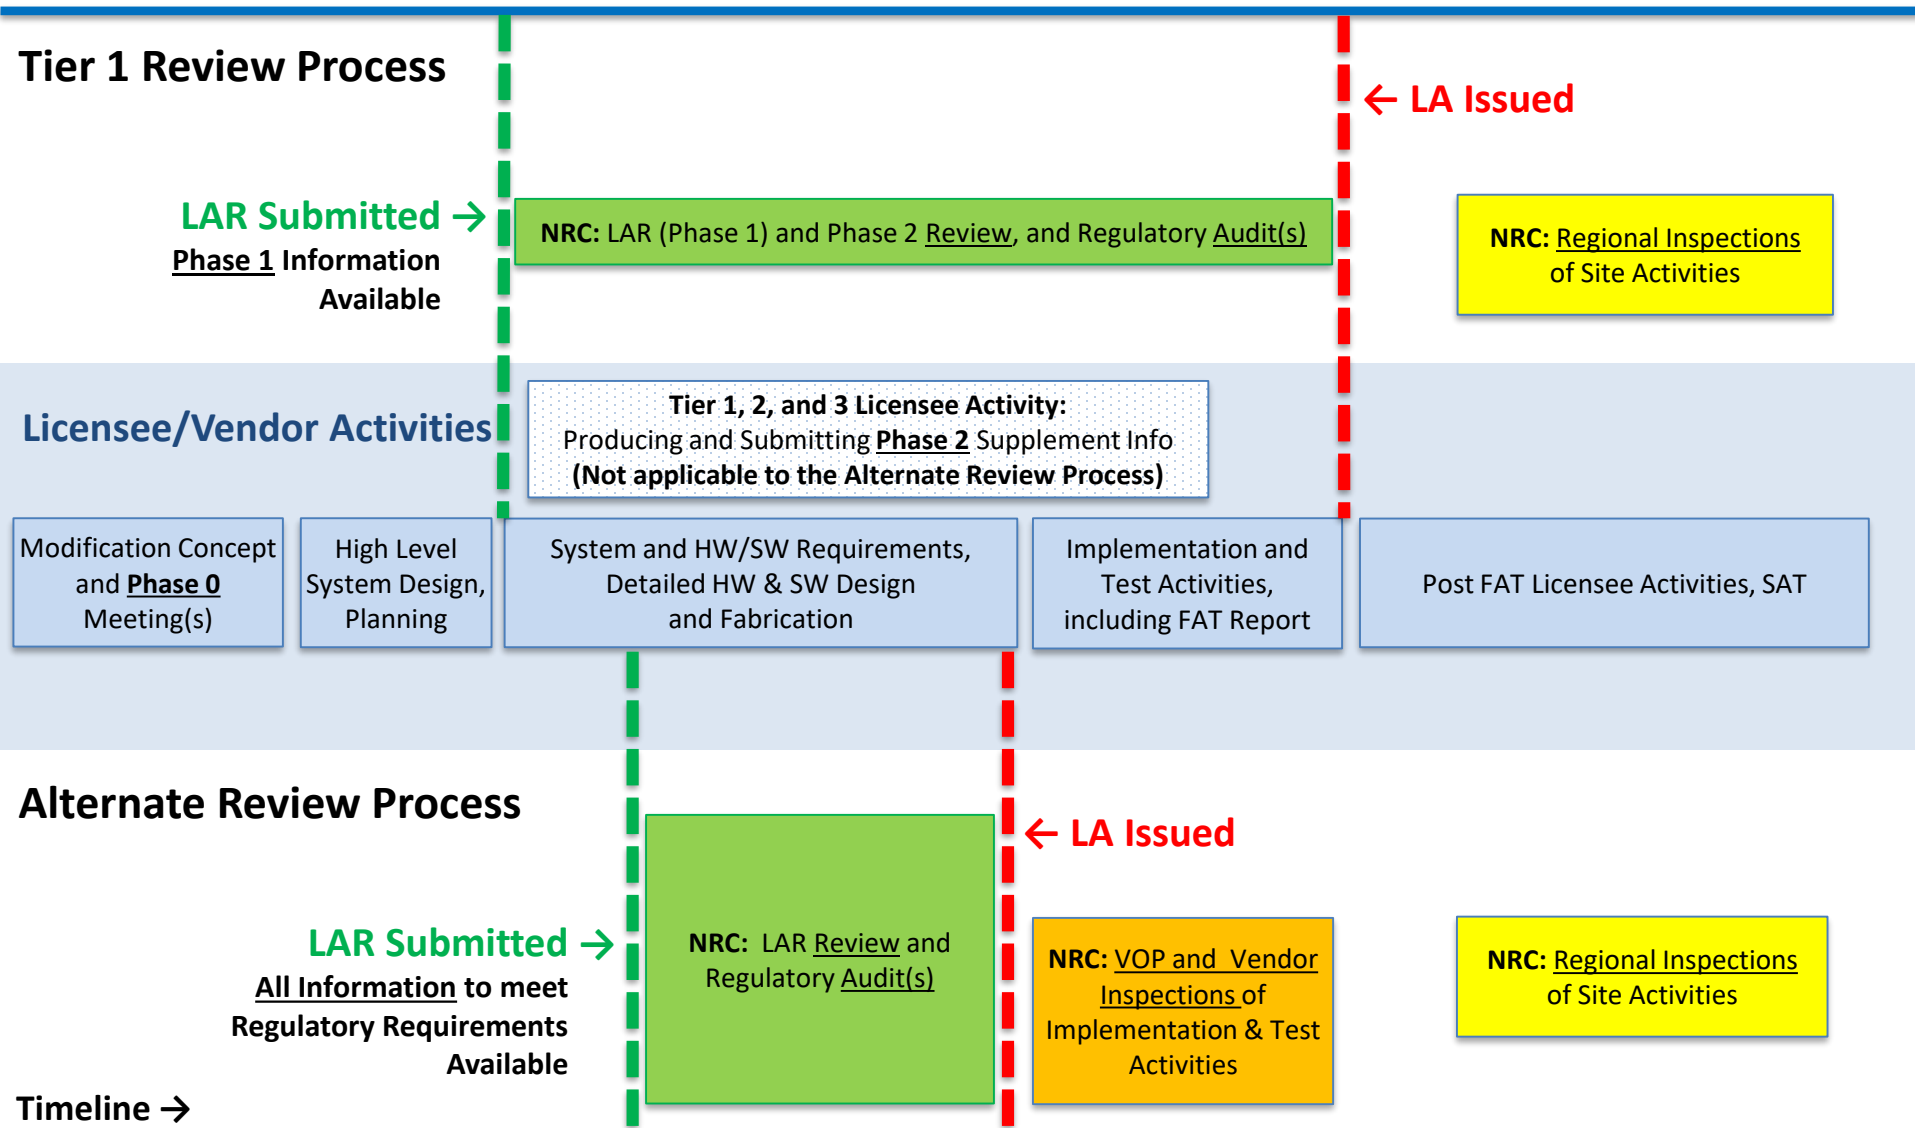 Tier 1 Review Process
← LA Issued
LAR Submitted →
Phase 1 Information
Available
NRC: LAR (Phase 1) and Phase 2 Review, and Regulatory Audit(s)
NRC: Regional Inspections
of Site Activities
Licensee/Vendor Activities
Tier 1, 2, and 3 Licensee Activity:
Producing and Submitting Phase 2 Supplement Info
(Not applicable to the Alternate Review Process)
Modification Concept
and Phase 0
Meeting(s)
High Level
System Design,
Planning
System and HW/SW Requirements,
Detailed HW & SW Design
and Fabrication
Implementation and
Test Activities,
including FAT Report
Post FAT Licensee Activities, SAT
Alternate Review Process
← LA Issued
LAR Submitted →
All Information to meet
Regulatory Requirements
Available
NRC: LAR Review and
Regulatory Audit(s)
NRC: VOP and Vendor
Inspections of
Implementation & Test
Activities
NRC: Regional Inspections
of Site Activities
Timeline →